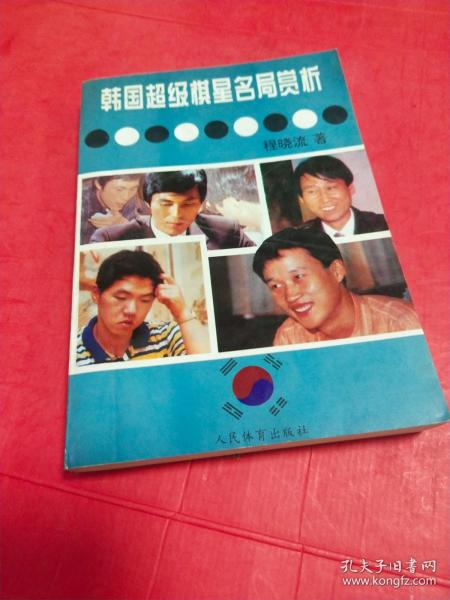 韩国超级棋星名局赏析
程晓流 著
人民体育出版社
孔夫子旧书网
www.kongfz.com